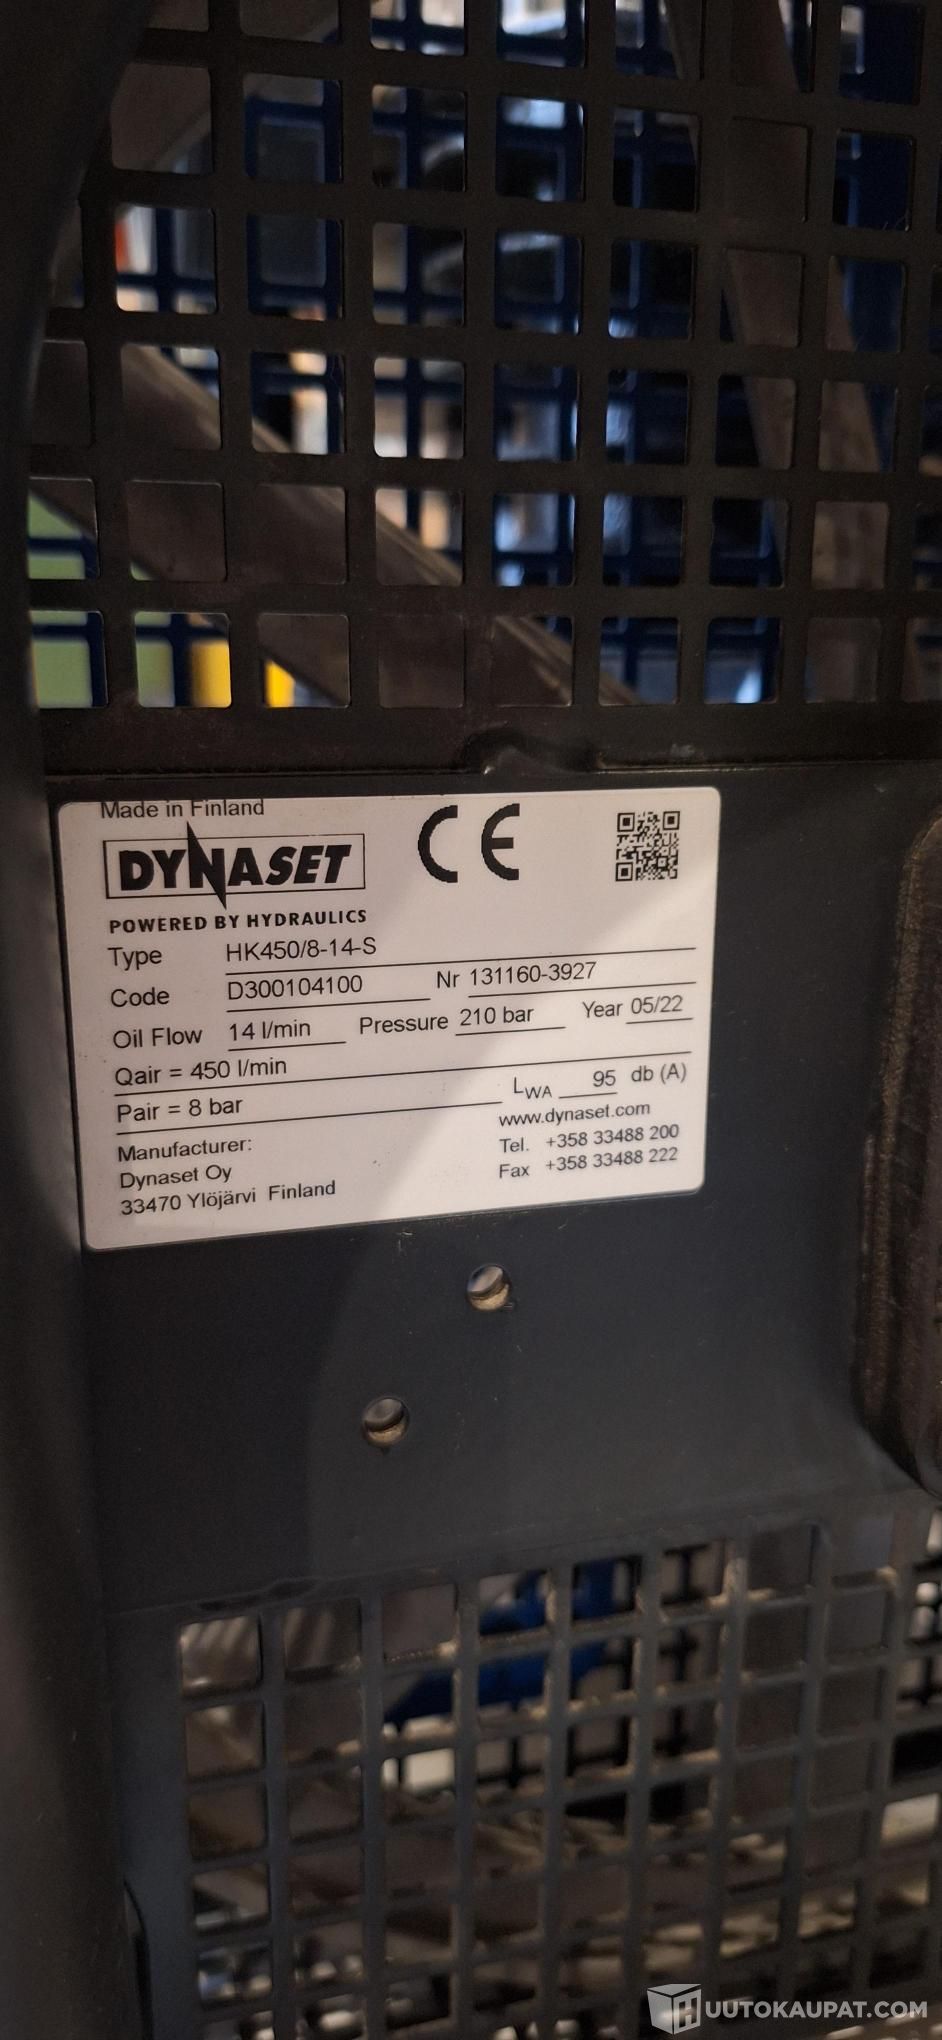 Made in Finland
DYNASET
CE
POWERED BY HYDRAULICS
Type HK450/8-14-S
Code D300104100 Nr 131160-3927
Oil Flow 14 l/min Pressure 210 bar Year 05/22
Qair = 450 l/min
Pair = 8 bar LWA 95 db (A)
www.dynaset.com
Manufacturer: Tel. +358 33488 200
Dynaset Oy Fax +358 33488 222
33470 Ylöjärvi Finland
HUUTOKAUPAT.COM